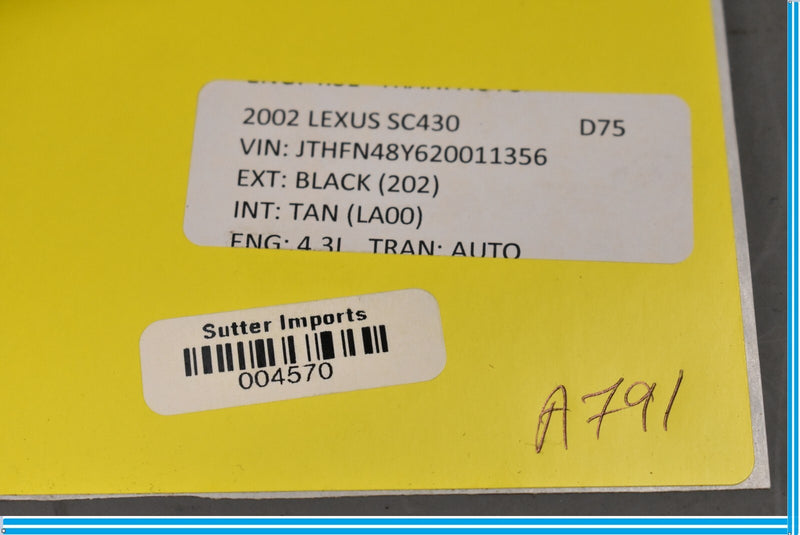 2002 LEXUS SC430 D75
VIN: JTHFN48Y620011356
EXT: BLACK (202)
INT: TAN (LA00)
ENG: 4.3L TRAN: AUTO
Sutter Imports
004570
A791